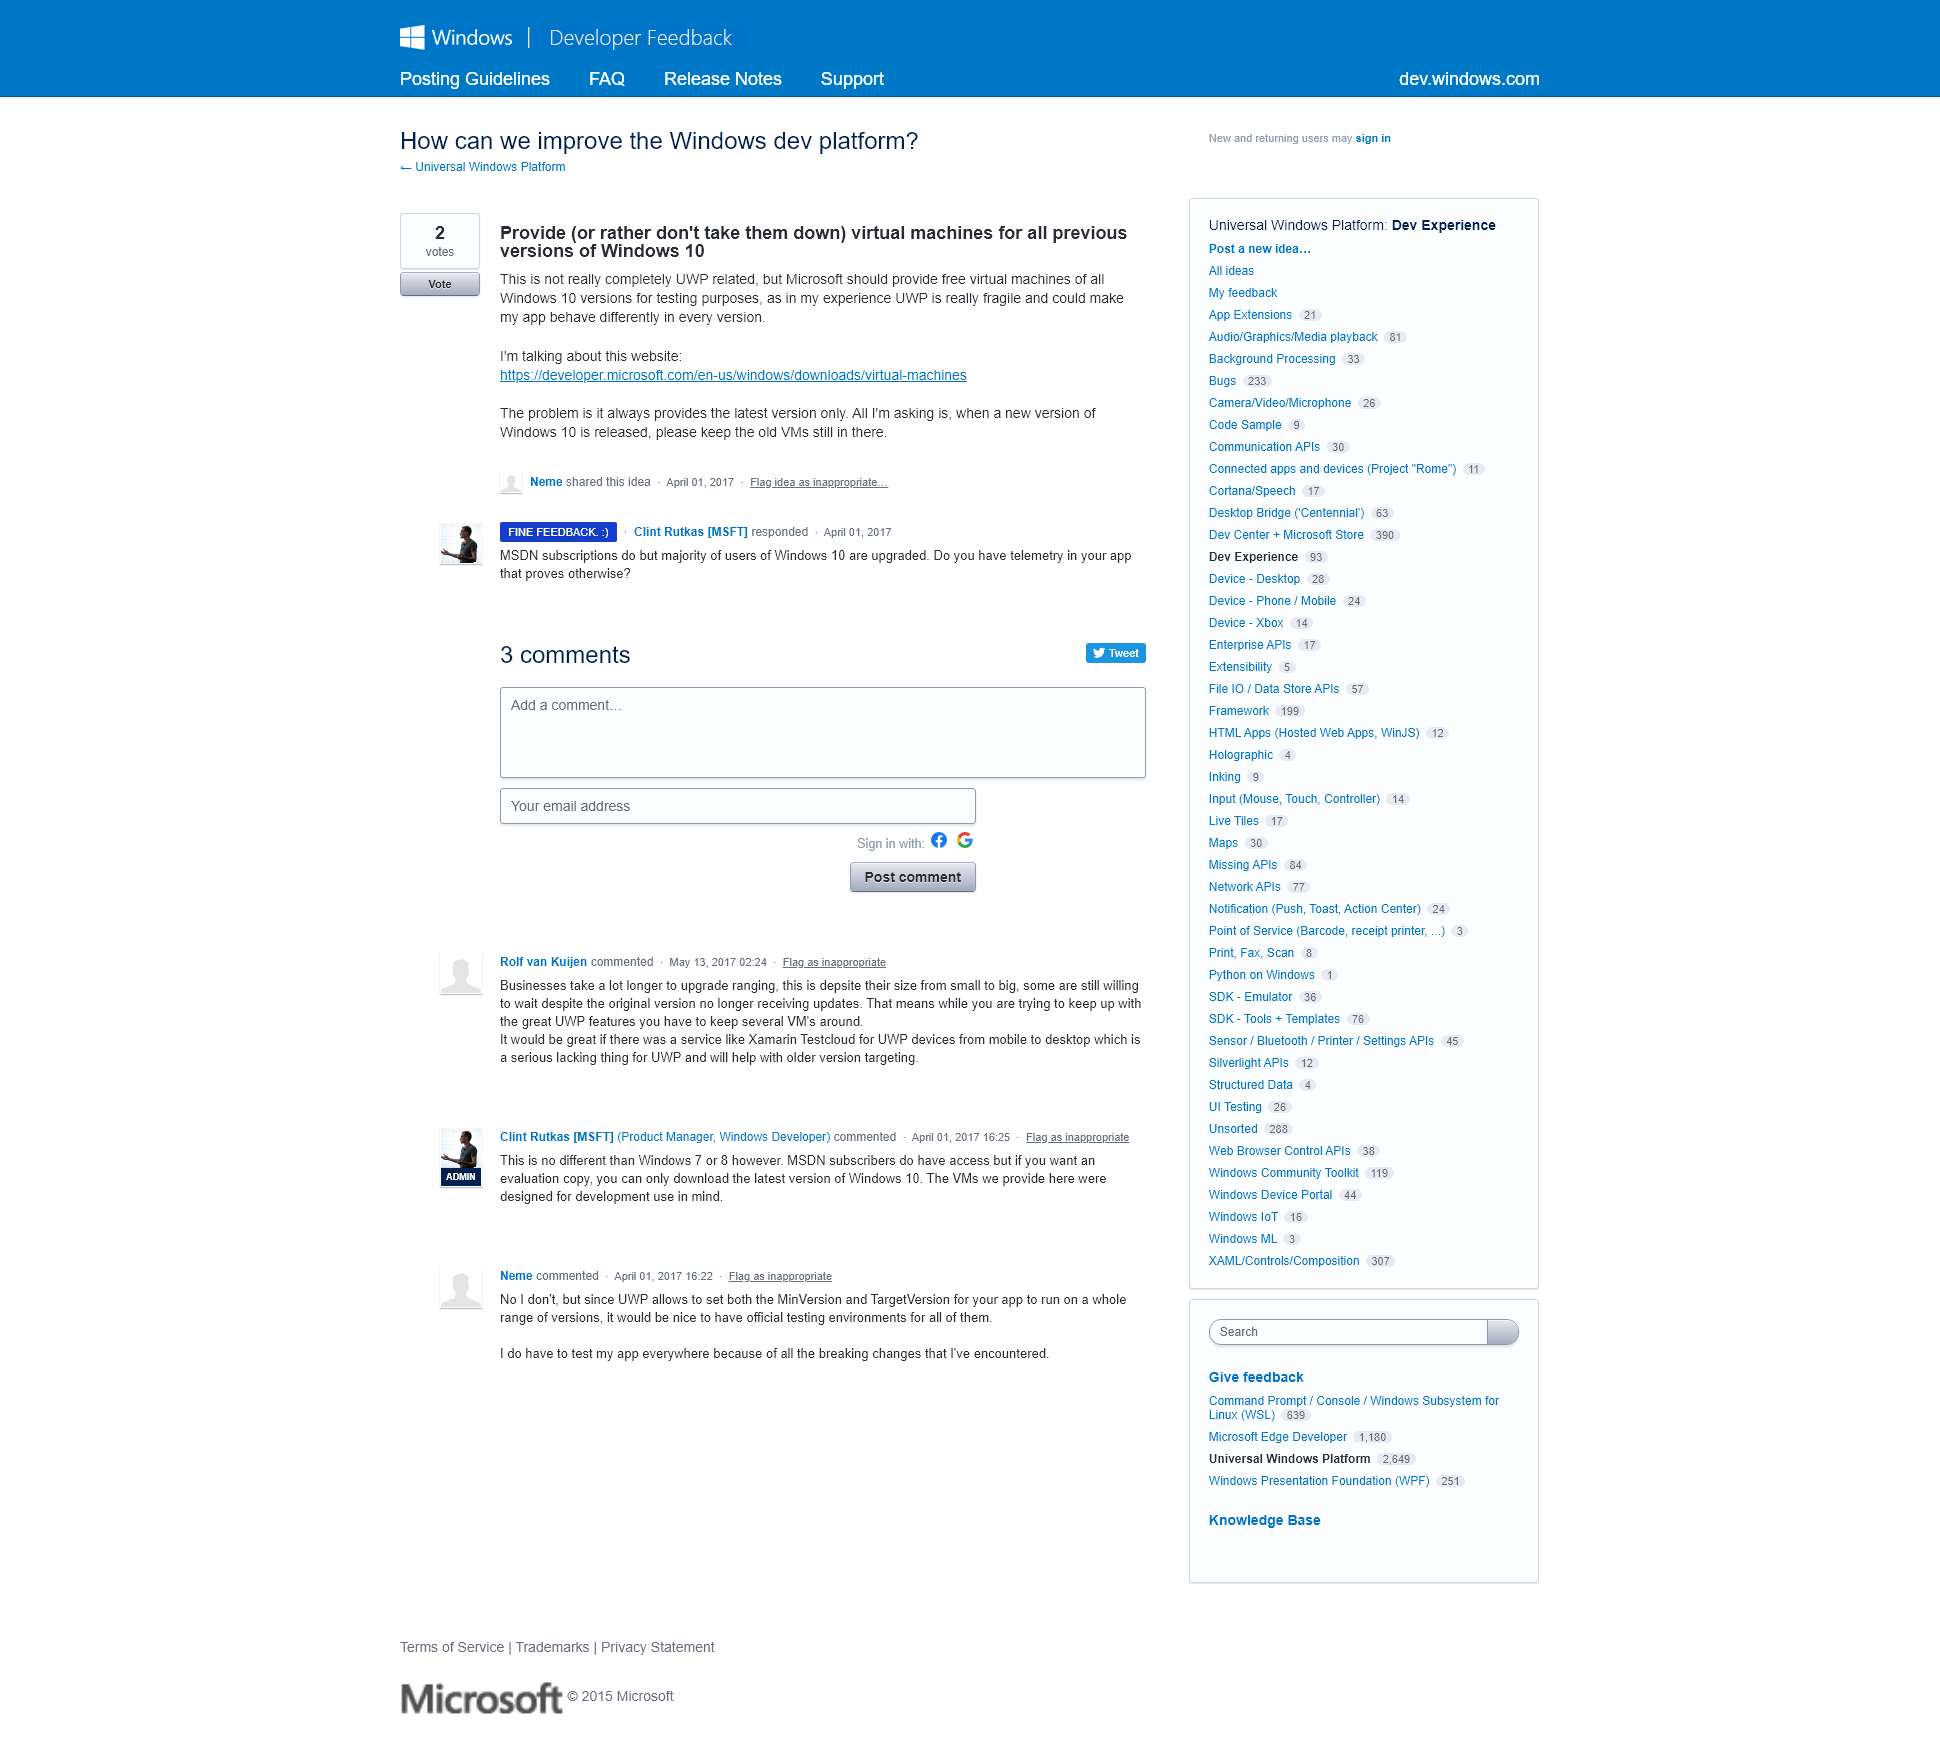 Windows | Developer Feedback
Posting Guidelines FAQ Release Notes Support dev.windows.com
How can we improve the Windows dev platform?
← Universal Windows Platform
New and returning users may sign in
2
votes
Vote
Provide (or rather don't take them down) virtual machines for all previous
versions of Windows 10
This is not really completely UWP related, but Microsoft should provide free virtual machines of all
Windows 10 versions for testing purposes, as in my experience UWP is really fragile and could make
my app behave differently in every version.
I'm talking about this website:
https://developer.microsoft.com/en-us/windows/downloads/virtual-machines
The problem is it always provides the latest version only. All I'm asking is, when a new version of
Windows 10 is released, please keep the old VMs still in there.
Neme shared this idea · April 01, 2017 · Flag idea as inappropriate…
FINE FEEDBACK. :) · Clint Rutkas [MSFT] responded · April 01, 2017
MSDN subscriptions do but majority of users of Windows 10 are upgraded. Do you have telemetry in your app
that proves otherwise?
3 comments
Tweet
Add a comment…
Your email address
Sign in with:
Post comment
Rolf van Kuijen commented · May 13, 2017 02:24 · Flag as inappropriate
Businesses take a lot longer to upgrade ranging, this is depsite their size from small to big, some are still willing
to wait despite the original version no longer receiving updates. That means while you are trying to keep up with
the great UWP features you have to keep several VM's around.
It would be great if there was a service like Xamarin Testcloud for UWP devices from mobile to desktop which is
a serious lacking thing for UWP and will help with older version targeting.
Clint Rutkas [MSFT] (Product Manager, Windows Developer) commented · April 01, 2017 16:25 · Flag as inappropriate
ADMIN
This is no different than Windows 7 or 8 however. MSDN subscribers do have access but if you want an
evaluation copy, you can only download the latest version of Windows 10. The VMs we provide here were
designed for development use in mind.
Neme commented · April 01, 2017 16:22 · Flag as inappropriate
No I don't, but since UWP allows to set both the MinVersion and TargetVersion for your app to run on a whole
range of versions, it would be nice to have official testing environments for all of them.
I do have to test my app everywhere because of all the breaking changes that I've encountered.
Universal Windows Platform: Dev Experience
Post a new idea…
All ideas
My feedback
App Extensions 21
Audio/Graphics/Media playback 81
Background Processing 33
Bugs 233
Camera/Video/Microphone 26
Code Sample 9
Communication APIs 30
Connected apps and devices (Project "Rome") 11
Cortana/Speech 17
Desktop Bridge ('Centennial') 63
Dev Center + Microsoft Store 390
Dev Experience 93
Device - Desktop 28
Device - Phone / Mobile 24
Device - Xbox 14
Enterprise APIs 17
Extensibility 5
File IO / Data Store APIs 57
Framework 199
HTML Apps (Hosted Web Apps, WinJS) 12
Holographic 4
Inking 9
Input (Mouse, Touch, Controller) 14
Live Tiles 17
Maps 30
Missing APIs 84
Network APIs 77
Notification (Push, Toast, Action Center) 24
Point of Service (Barcode, receipt printer, ...) 3
Print, Fax, Scan 8
Python on Windows 1
SDK - Emulator 36
SDK - Tools + Templates 76
Sensor / Bluetooth / Printer / Settings APIs 45
Silverlight APIs 12
Structured Data 4
UI Testing 26
Unsorted 288
Web Browser Control APIs 38
Windows Community Toolkit 119
Windows Device Portal 44
Windows IoT 16
Windows ML 3
XAML/Controls/Composition 307
Search
Give feedback
Command Prompt / Console / Windows Subsystem for
Linux (WSL) 639
Microsoft Edge Developer 1,180
Universal Windows Platform 2,649
Windows Presentation Foundation (WPF) 251
Knowledge Base
Terms of Service | Trademarks | Privacy Statement
Microsoft © 2015 Microsoft